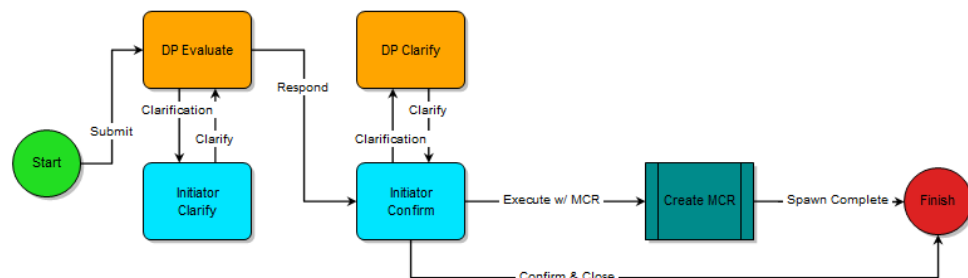 DP Evaluate
DP Clarify
Respond
Clarification
Clarify
Clarify
Clarification
Submit
Start
Initiator
Clarify
Initiator
Confirm
Execute w/ MCR
Create MCR
Spawn Complete
Finish
Confirm & Close